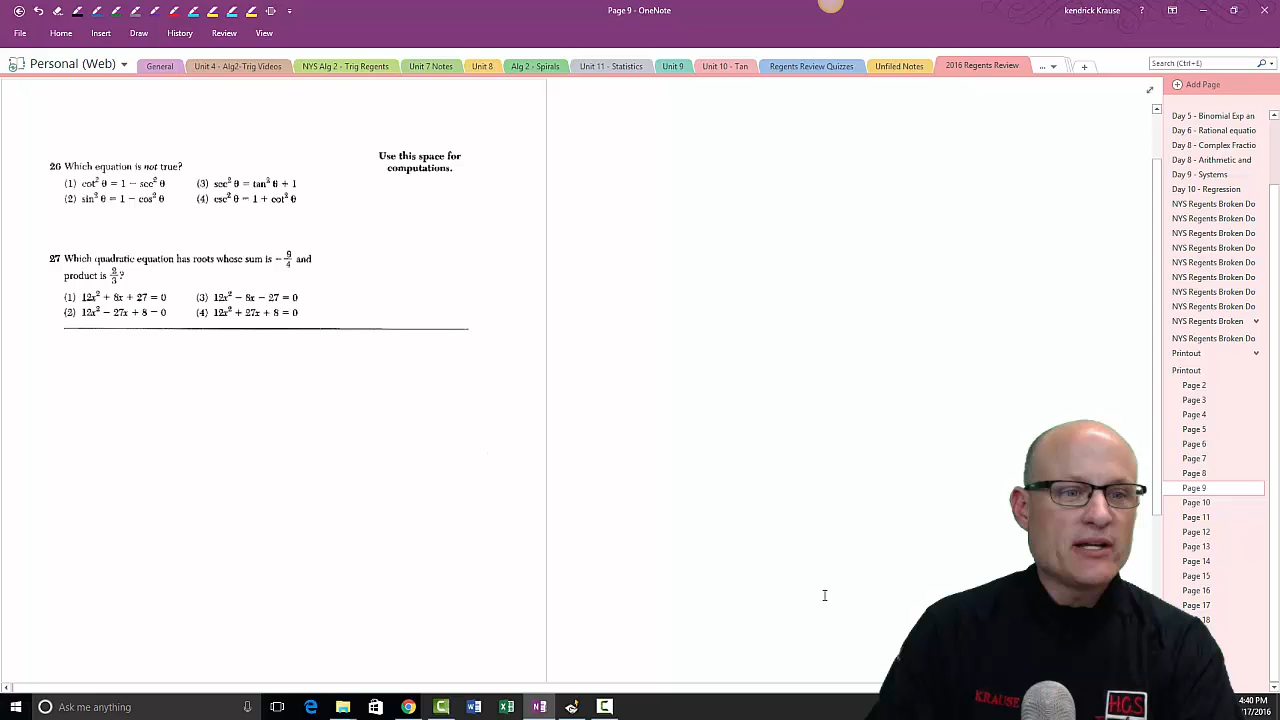 Page 9 - OneNote
kendrick Krause
?
File
Home
Insert
Draw
History
Review
View
Personal (Web)
General
Unit 4 - Alg2-Trig Videos
NYS Alg 2 - Trig Regents
Unit 7 Notes
Unit 8
Alg 2 - Spirals
Unit 11 - Statistics
Unit 9
Unit 10 - Tan
Regents Review Quizzes
Unfiled Notes
2016 Regents Review
...
Search (Ctrl+E)
Use this space for
computations.
26 Which equation is not true?
(1) cot² θ = 1 − sec² θ
(3) sec² θ = tan² θ + 1
(2) sin² θ = 1 − cos² θ
(4) csc² θ = 1 + cot² θ
27 Which quadratic equation has roots whose sum is −9/4 and
product is 2/3?
(1) 12x² + 8x + 27 = 0
(3) 12x² − 8x − 27 = 0
(2) 12x² − 27x + 8 = 0
(4) 12x² + 27x + 8 = 0
Add Page
Day 5 - Binomial Exp an
Day 6 - Rational equatio
Day 8 - Complex Fractio
Day 8 - Arithmetic and
Day 9 - Systems
Day 10 - Regression
NYS Regents Broken Do
NYS Regents Broken Do
NYS Regents Broken Do
NYS Regents Broken Do
NYS Regents Broken Do
NYS Regents Broken Do
NYS Regents Broken Do
NYS Regents Broken Do
NYS Regents Broken
NYS Regents Broken Do
Printout
Printout
Page 2
Page 3
Page 4
Page 5
Page 6
Page 7
Page 8
Page 9
Page 10
Page 11
Page 12
Page 13
Page 14
Page 15
Page 16
Page 17
18
KRAUSE
HCS
Ask me anything
4:40 PM
/17/2016